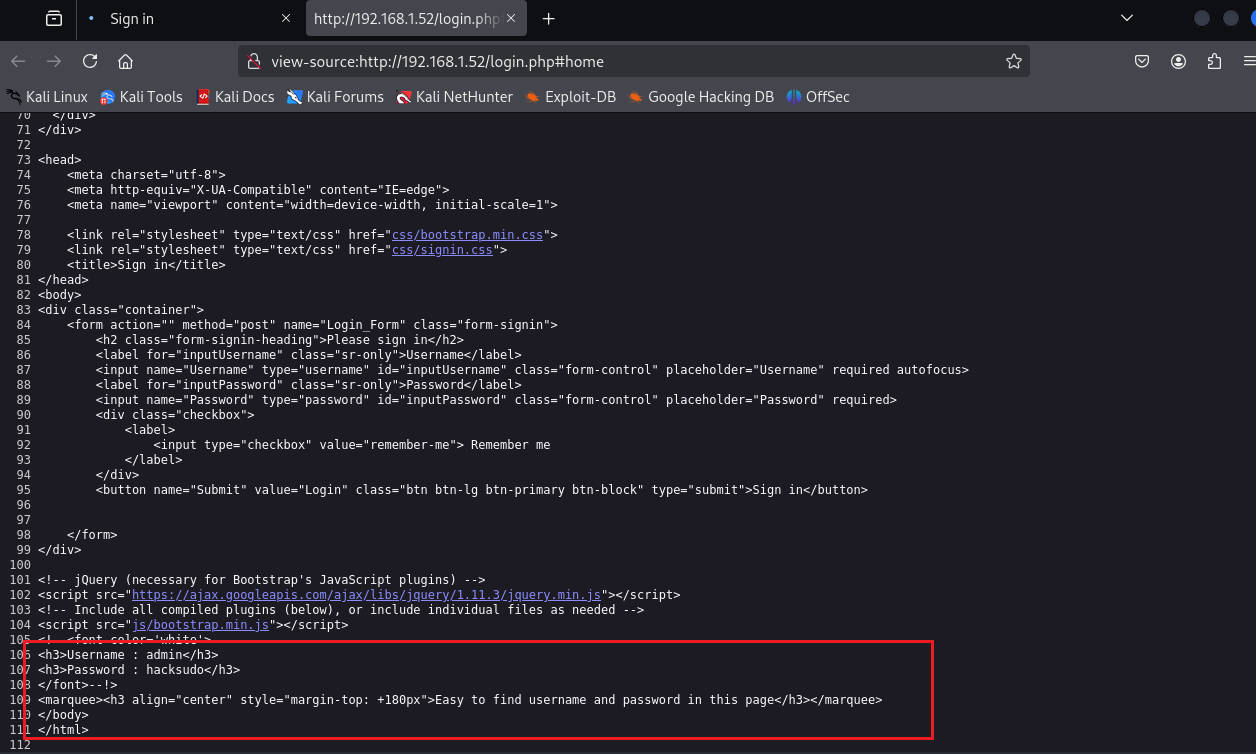 Sign in
http://192.168.1.52/login.php
view-source:http://192.168.1.52/login.php#home
Kali Linux Kali Tools Kali Docs Kali Forums Kali NetHunter Exploit-DB Google Hacking DB OffSec
70 </div>
71 </div>
72
73 <head>
74 <meta charset="utf-8">
75 <meta http-equiv="X-UA-Compatible" content="IE=edge">
76 <meta name="viewport" content="width=device-width, initial-scale=1">
77
78 <link rel="stylesheet" type="text/css" href="css/bootstrap.min.css">
79 <link rel="stylesheet" type="text/css" href="css/signin.css">
80 <title>Sign in</title>
81 </head>
82 <body>
83 <div class="container">
84 <form action="" method="post" name="Login_Form" class="form-signin">
85 <h2 class="form-signin-heading">Please sign in</h2>
86 <label for="inputUsername" class="sr-only">Username</label>
87 <input name="Username" type="username" id="inputUsername" class="form-control" placeholder="Username" required autofocus>
88 <label for="inputPassword" class="sr-only">Password</label>
89 <input name="Password" type="password" id="inputPassword" class="form-control" placeholder="Password" required>
90 <div class="checkbox">
91 <label>
92 <input type="checkbox" value="remember-me"> Remember me
93 </label>
94 </div>
95 <button name="Submit" value="Login" class="btn btn-lg btn-primary btn-block" type="submit">Sign in</button>
96
97
98 </form>
99 </div>
100
101 <!-- jQuery (necessary for Bootstrap's JavaScript plugins) -->
102 <script src="https://ajax.googleapis.com/ajax/libs/jquery/1.11.3/jquery.min.js"></script>
103 <!-- Include all compiled plugins (below), or include individual files as needed -->
104 <script src="js/bootstrap.min.js"></script>
105 <!--<font color='white'>
106 <h3>Username : admin</h3>
107 <h3>Password : hacksudo</h3>
108 </font>--!>
109 <marquee><h3 align="center" style="margin-top: +180px">Easy to find username and password in this page</h3></marquee>
110 </body>
111 </html>
112